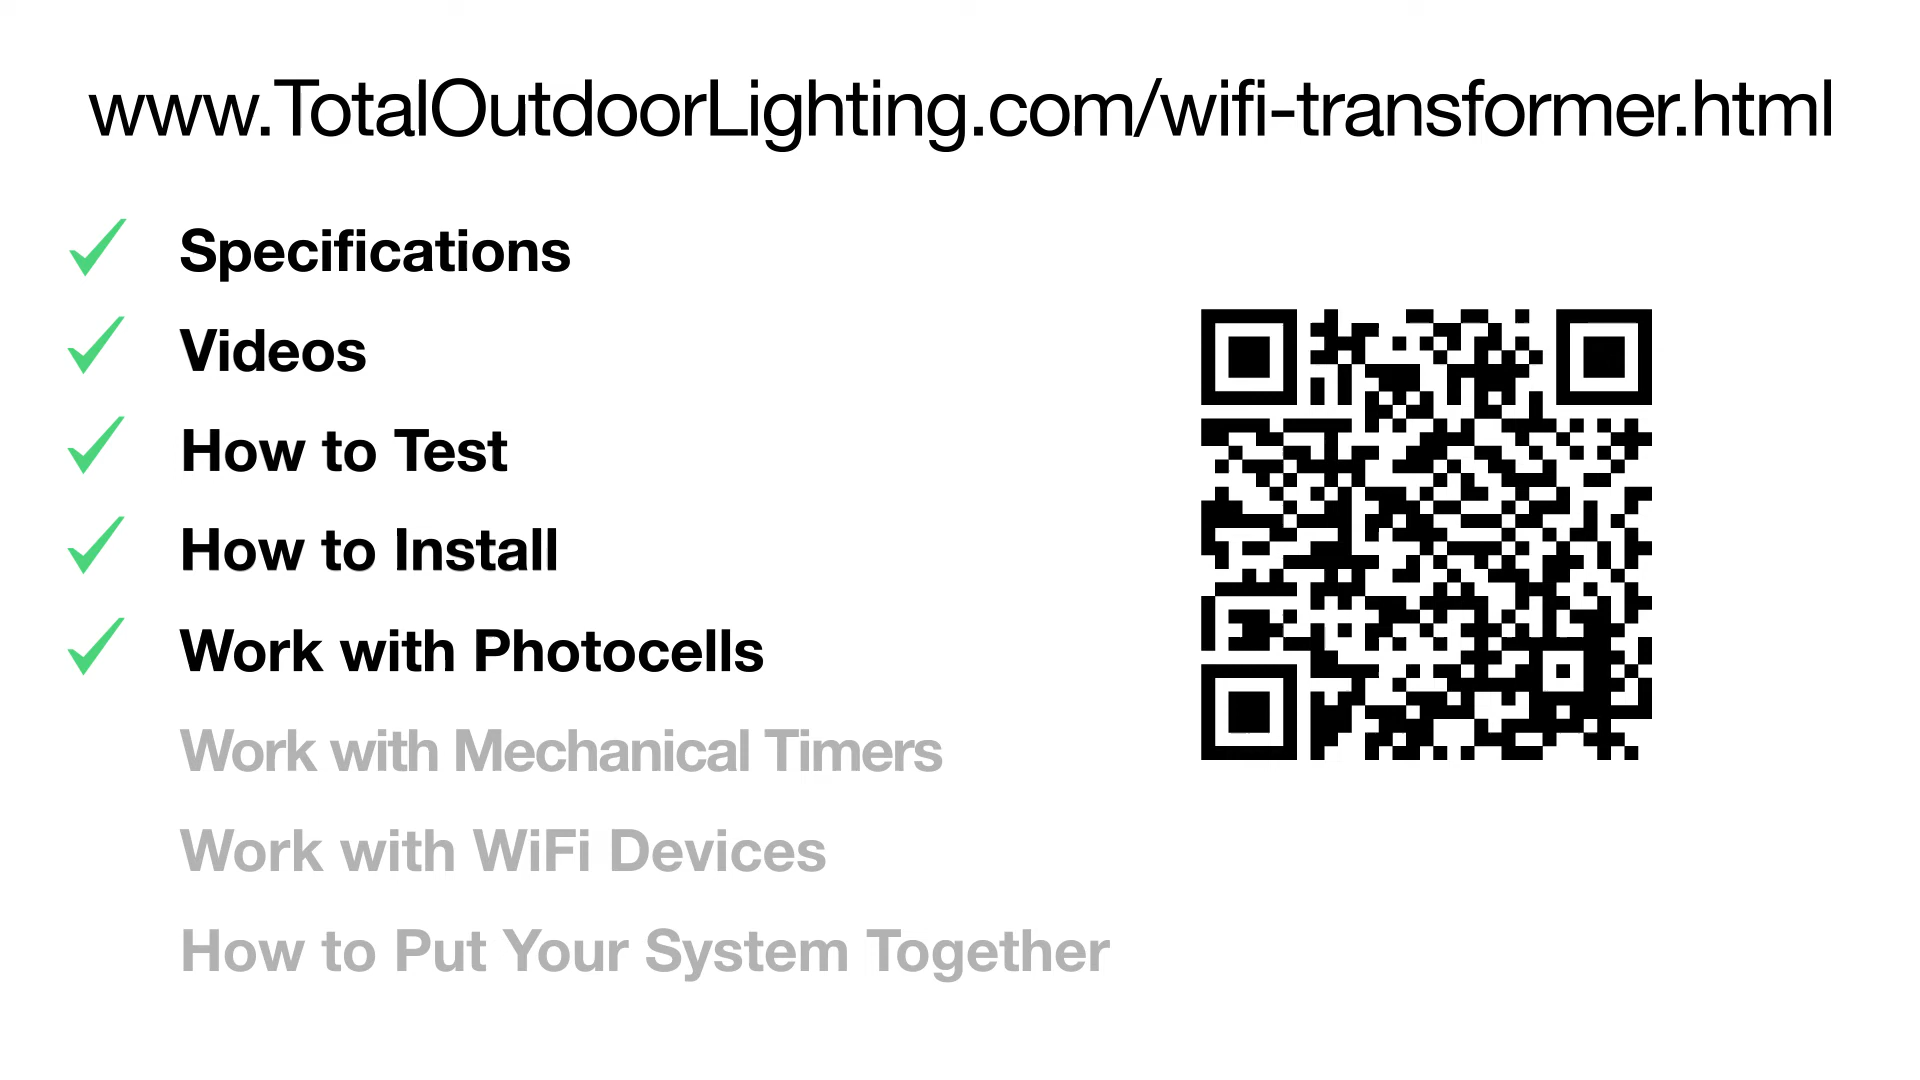 www.TotalOutdoorLighting.com/wifi-transformer.html
Specifications
Videos
How to Test
How to Install
Work with Photocells
Work with Mechanical Timers
Work with WiFi Devices
How to Put Your System Together